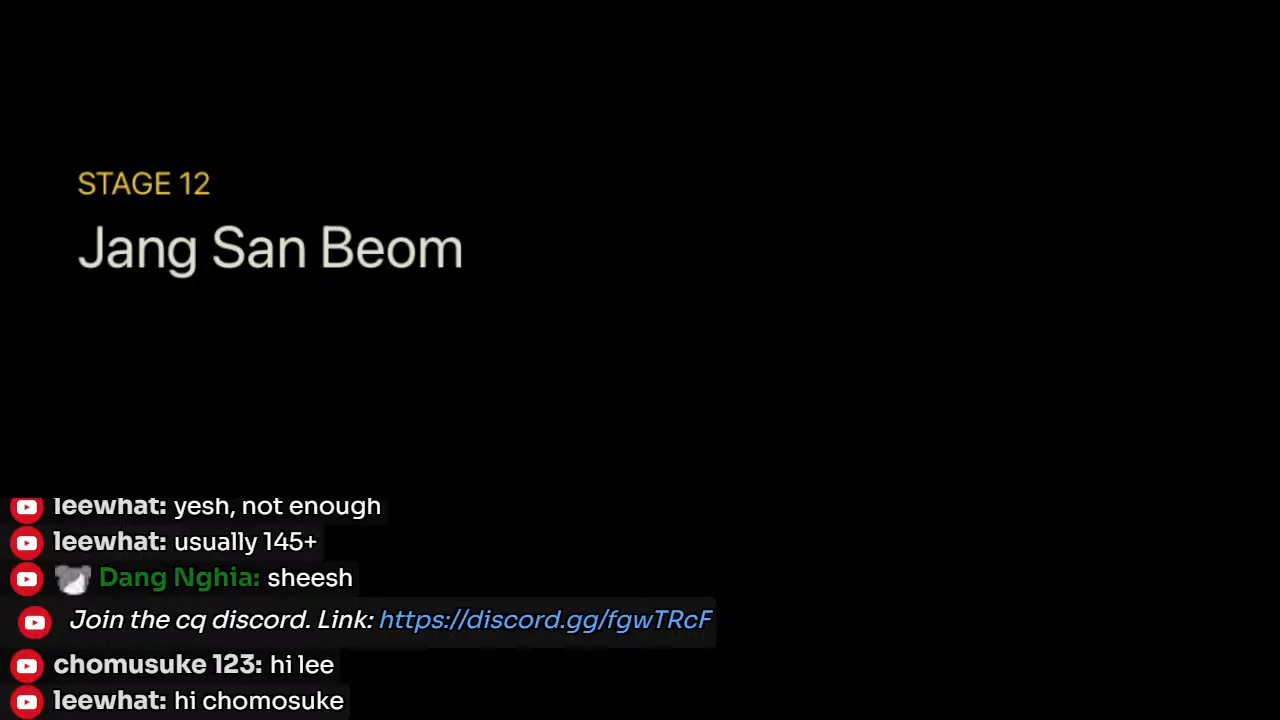 STAGE 12
Jang San Beom
leewhat: yesh, not enough
leewhat: usually 145+
Dang Nghia: sheesh
Join the cq discord. Link: https://discord.gg/fgwTRcF
chomusuke 123: hi lee
leewhat: hi chomosuke